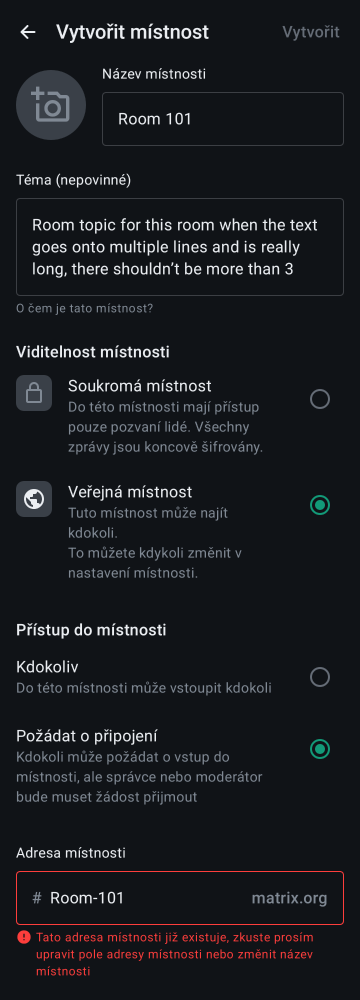 Vytvořit místnost
Vytvořit
Název místnosti
Room 101
Téma (nepovinné)
Room topic for this room when the text
goes onto multiple lines and is really
long, there shouldn’t be more than 3
O čem je tato místnost?
Viditelnost místnosti
Soukromá místnost
Do této místnosti mají přístup
pouze pozvaní lidé. Všechny
zprávy jsou koncově šifrovány.
Veřejná místnost
Tuto místnost může najít
kdokoli.
To můžete kdykoli změnit v
nastavení místnosti.
Přístup do místnosti
Kdokoliv
Do této místnosti může vstoupit kdokoli
Požádat o připojení
Kdokoli může požádat o vstup do
místnosti, ale správce nebo moderátor
bude muset žádost přijmout
Adresa místnosti
# Room-101 matrix.org
Tato adresa místnosti již existuje, zkuste prosím
upravit pole adresy místnosti nebo změnit název
místnosti